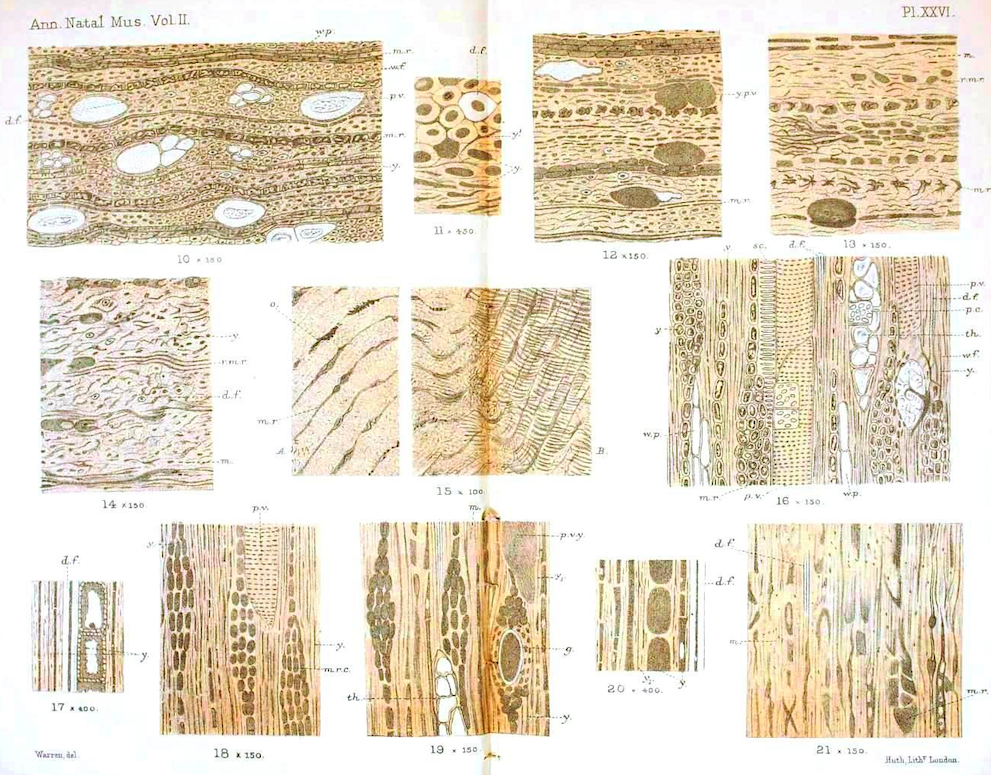 Ann. Natal Mus. Vol II.
Pl. XXVI.
w.p.
m.r.
w.f.
p.v.
d.f.
m.r.
y.
10 × 150
d.f.
y'
y.
11 × 450.
y.p.v.
m.r.
12 × 150.
m.
r.m.r.
m.r.
13 × 150.
y.
r.m.r.
d.f.
m.
14 × 150.
o.
m.r.
A.
B.
15 × 100.
y. sc. d.f.
p.v.
d.f.
p.c.
th.
w.f.
y.
y.
w.p.
m.r. p.v. w.p.
16 × 150.
d.f.
y.
17 × 400.
p.v.
y.
y.
m.r.c.
18 × 150.
m.
p.v.y.
y.
g.
th.
y.
19 × 150
d.f.
y. y.
20 × 400.
d.f.
m.
m.r.
21 × 150.
Warren, del.
Huth, Lithr London.